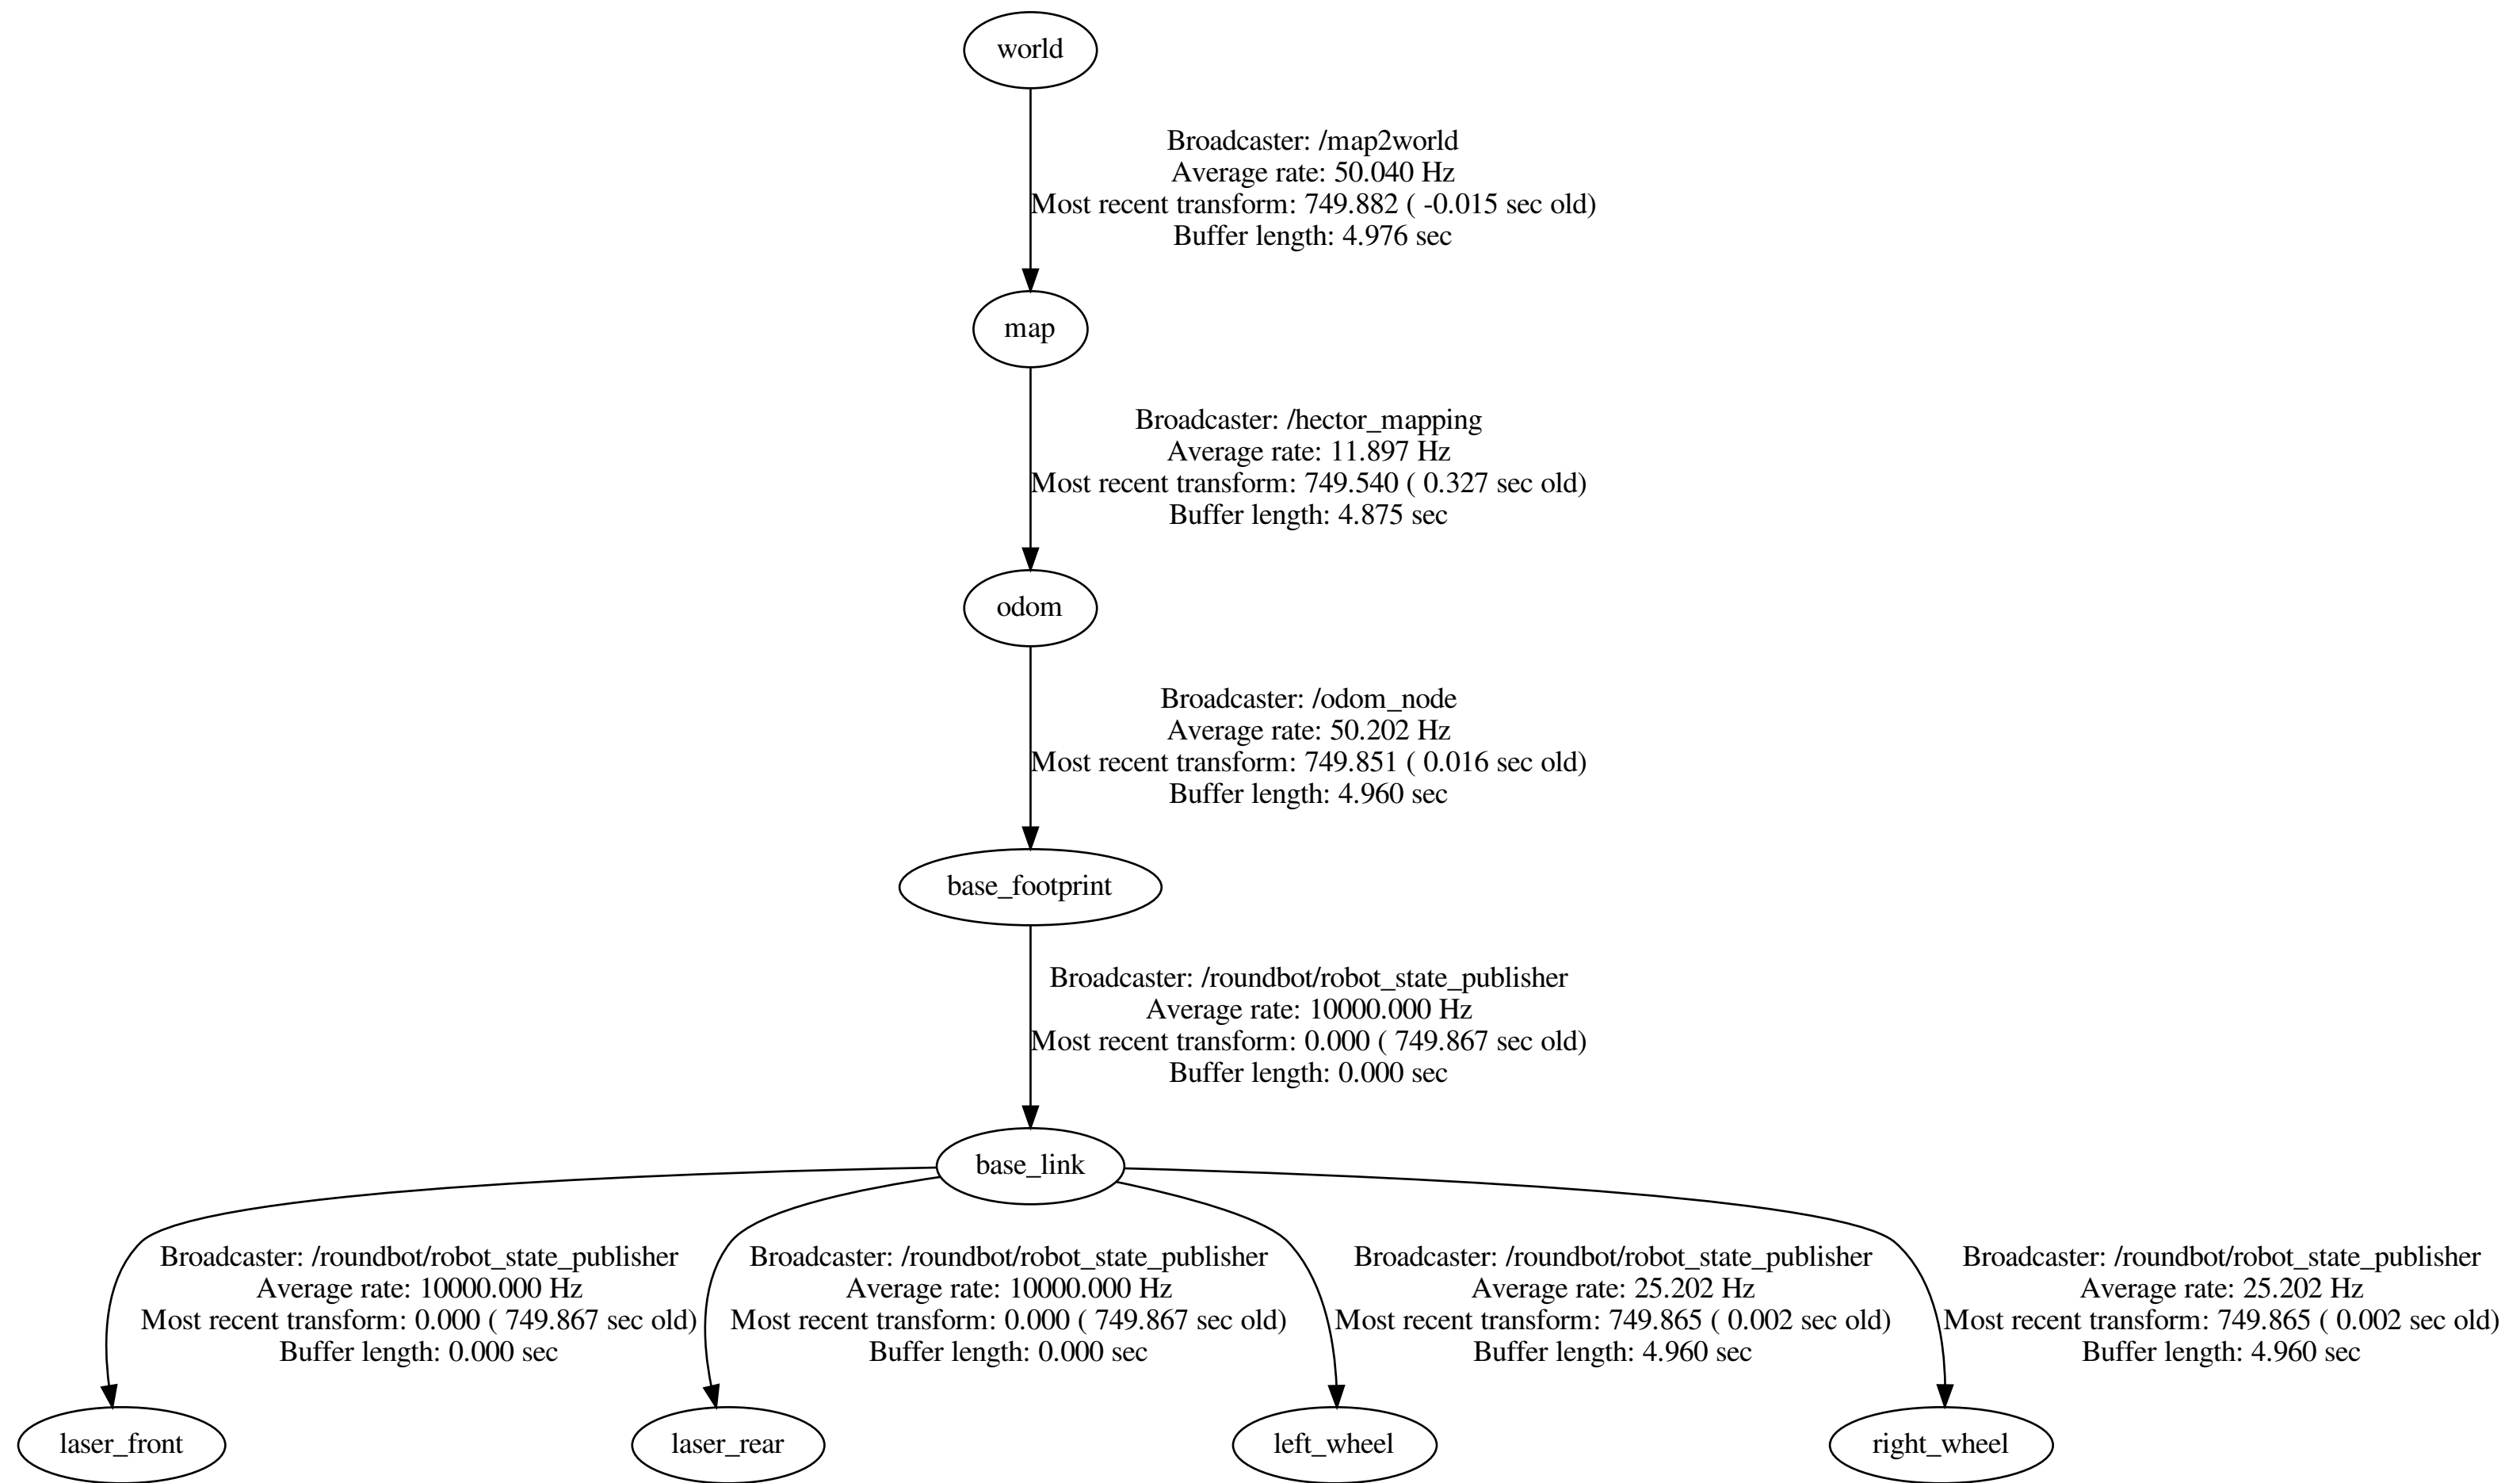 world
Broadcaster: /map2world
Average rate: 50.040 Hz
Most recent transform: 749.882 ( -0.015 sec old)
Buffer length: 4.976 sec
map
Broadcaster: /hector_mapping
Average rate: 11.897 Hz
Most recent transform: 749.540 ( 0.327 sec old)
Buffer length: 4.875 sec
odom
Broadcaster: /odom_node
Average rate: 50.202 Hz
Most recent transform: 749.851 ( 0.016 sec old)
Buffer length: 4.960 sec
base_footprint
Broadcaster: /roundbot/robot_state_publisher
Average rate: 10000.000 Hz
Most recent transform: 0.000 ( 749.867 sec old)
Buffer length: 0.000 sec
base_link
Broadcaster: /roundbot/robot_state_publisher
Average rate: 10000.000 Hz
Most recent transform: 0.000 ( 749.867 sec old)
Buffer length: 0.000 sec
Broadcaster: /roundbot/robot_state_publisher
Average rate: 10000.000 Hz
Most recent transform: 0.000 ( 749.867 sec old)
Buffer length: 0.000 sec
Broadcaster: /roundbot/robot_state_publisher
Average rate: 25.202 Hz
Most recent transform: 749.865 ( 0.002 sec old)
Buffer length: 4.960 sec
Broadcaster: /roundbot/robot_state_publisher
Average rate: 25.202 Hz
Most recent transform: 749.865 ( 0.002 sec old)
Buffer length: 4.960 sec
laser_front
laser_rear
left_wheel
right_wheel